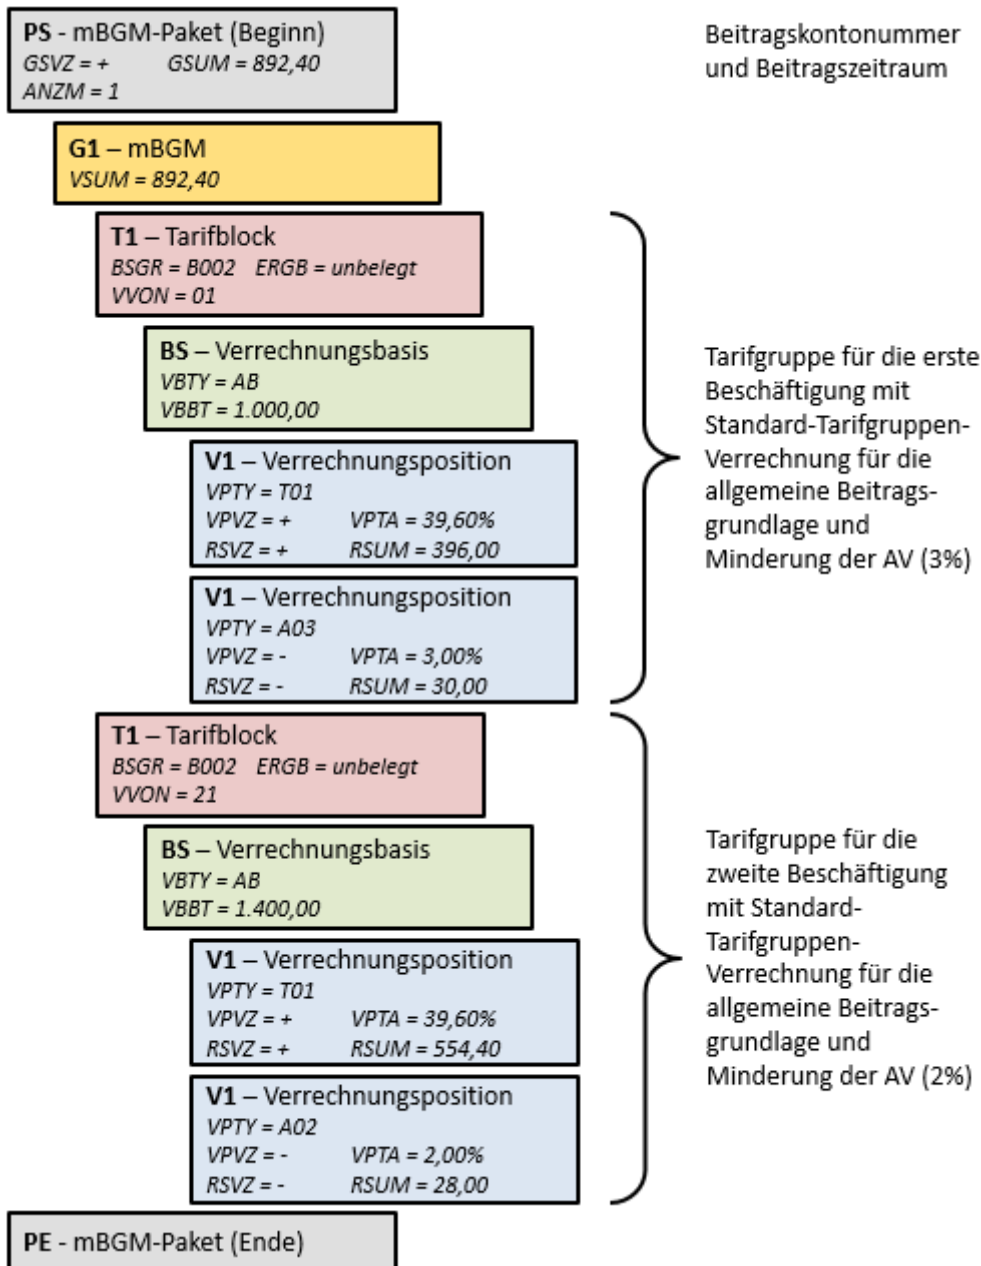 PS - mBGM-Paket (Beginn)
GSVZ = + GSUM = 892,40
ANZM = 1
Beitragskontonummer
und Beitragszeitraum
G1 – mBGM
VSUM = 892,40
T1 – Tarifblock
BSGR = B002 ERGB = unbelegt
VVON = 01
BS – Verrechnungsbasis
VBTY = AB
VBBT = 1.000,00
V1 – Verrechnungsposition
VPTY = T01
VPVZ = + VPTA = 39,60%
RSVZ = + RSUM = 396,00
V1 – Verrechnungsposition
VPTY = A03
VPVZ = - VPTA = 3,00%
RSVZ = - RSUM = 30,00
Tarifgruppe für die erste
Beschäftigung mit
Standard-Tarifgruppen-
Verrechnung für die
allgemeine Beitrags-
grundlage und
Minderung der AV (3%)
T1 – Tarifblock
BSGR = B002 ERGB = unbelegt
VVON = 21
BS – Verrechnungsbasis
VBTY = AB
VBBT = 1.400,00
V1 – Verrechnungsposition
VPTY = T01
VPVZ = + VPTA = 39,60%
RSVZ = + RSUM = 554,40
V1 – Verrechnungsposition
VPTY = A02
VPVZ = - VPTA = 2,00%
RSVZ = - RSUM = 28,00
Tarifgruppe für die
zweite Beschäftigung
mit Standard-
Tarifgruppen-
Verrechnung für die
allgemeine Beitrags-
grundlage und
Minderung der AV (2%)
PE - mBGM-Paket (Ende)